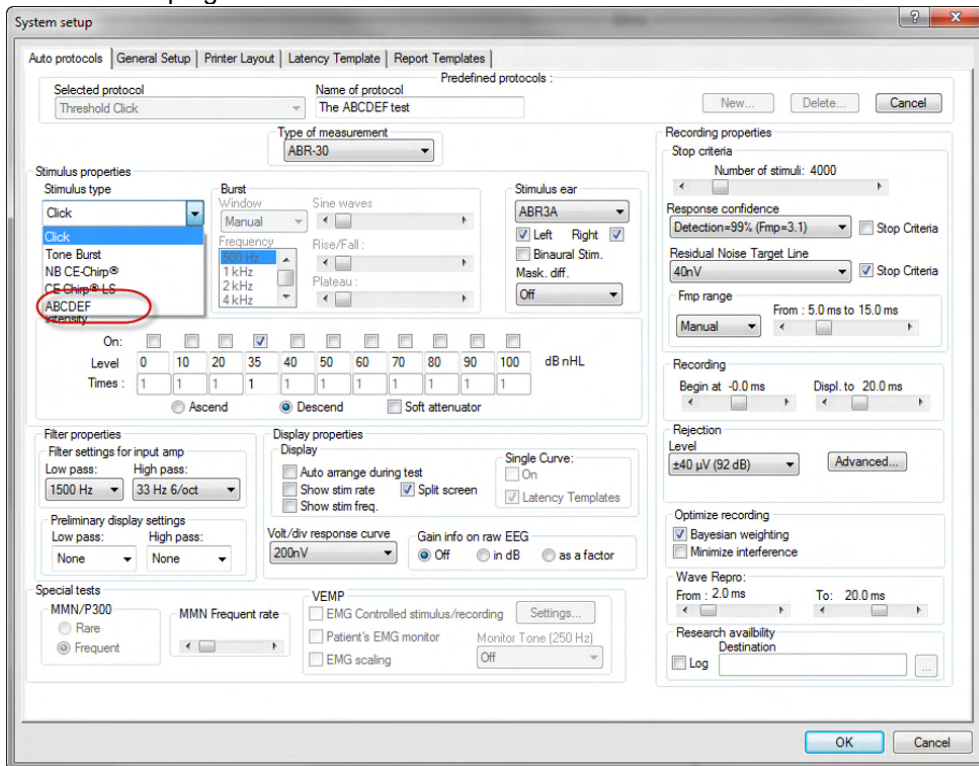 System setup
Auto protocols General Setup Printer Layout Latency Template Report Templates
Predefined protocols :
Selected protocol
Threshold Click
Name of protocol
The ABCDEF test
New... Delete... Cancel
Type of measurement
ABR-30
Stimulus properties
Stimulus type
Click
Click
Tone Burst
NB CE-Chirp®
CE-Chirp® LS
ABCDEF
Intensity
Burst
Window
Manual
Sine waves
Frequency
500 Hz
1 kHz
2 kHz
4 kHz
Rise/Fall :
Plateau :
Stimulus ear
ABR3A
Left Right
Binaural Stim.
Mask. diff.
Off
On:
Level 0 10 20 35 40 50 60 70 80 90 100 dB nHL
Times : 1 1 1 1 1 1 1 1 1 1 1
Ascend Descend Soft attenuator
Filter properties
Filter settings for input amp
Low pass: High pass:
1500 Hz 33 Hz 6/oct
Preliminary display settings
Low pass: High pass:
None None
Display properties
Display
Auto arrange during test
Show stim rate Split screen
Show stim freq.
Single Curve:
On
Latency Templates
Volt/div response curve
200nV
Gain info on raw EEG
Off in dB as a factor
Special tests
MMN/P300
Rare
Frequent
MMN Frequent rate
VEMP
EMG Controlled stimulus/recording Settings...
Patient's EMG monitor Monitor Tone (250 Hz)
EMG scaling Off
Recording properties
Stop criteria
Number of stimuli: 4000
Response confidence
Detection=99% (Fmp=3.1) Stop Criteria
Residual Noise Target Line
40nV Stop Criteria
Fmp range
From : 5.0 ms to 15.0 ms
Manual
Recording
Begin at -0.0 ms Displ. to 20.0 ms
Rejection
Level
±40 µV (92 dB) Advanced...
Optimize recording
Bayesian weighting
Minimize interference
Wave Repro:
From : 2.0 ms To: 20.0 ms
Research availbility
Destination
Log ...
OK Cancel